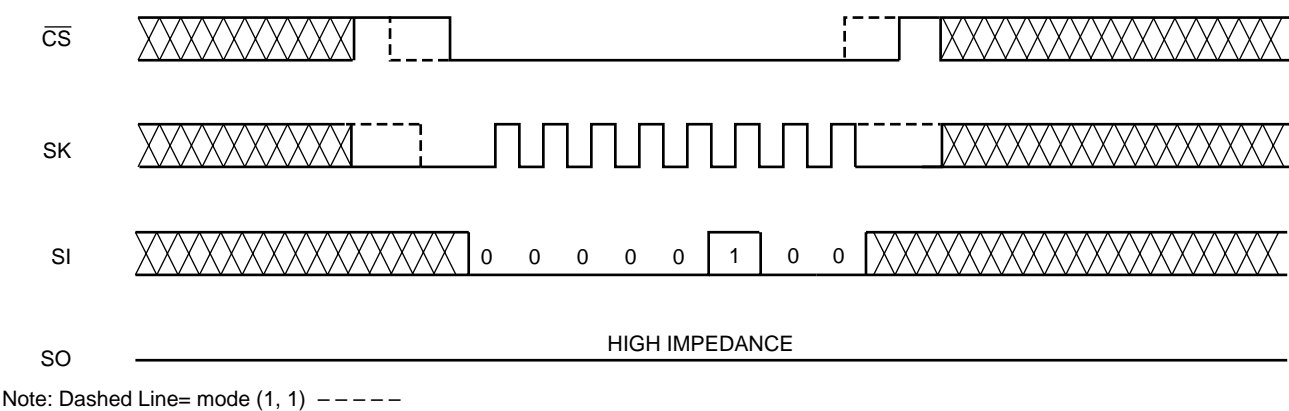 CS
SK
SI
0 0 0 0 0 1 0 0
HIGH IMPEDANCE
SO
Note: Dashed Line= mode (1, 1) – – – – –